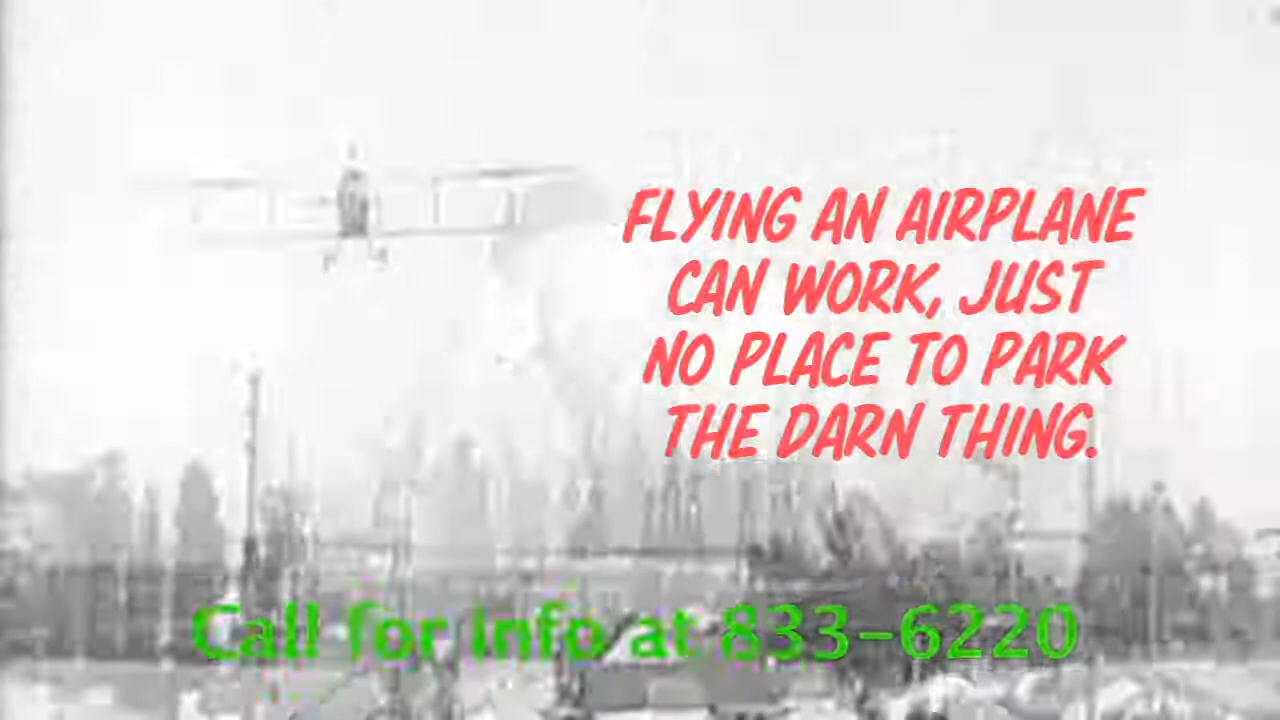 FLYING AN AIRPLANE
CAN WORK, JUST
NO PLACE TO PARK
THE DARN THING.
Call for info at 833-6220